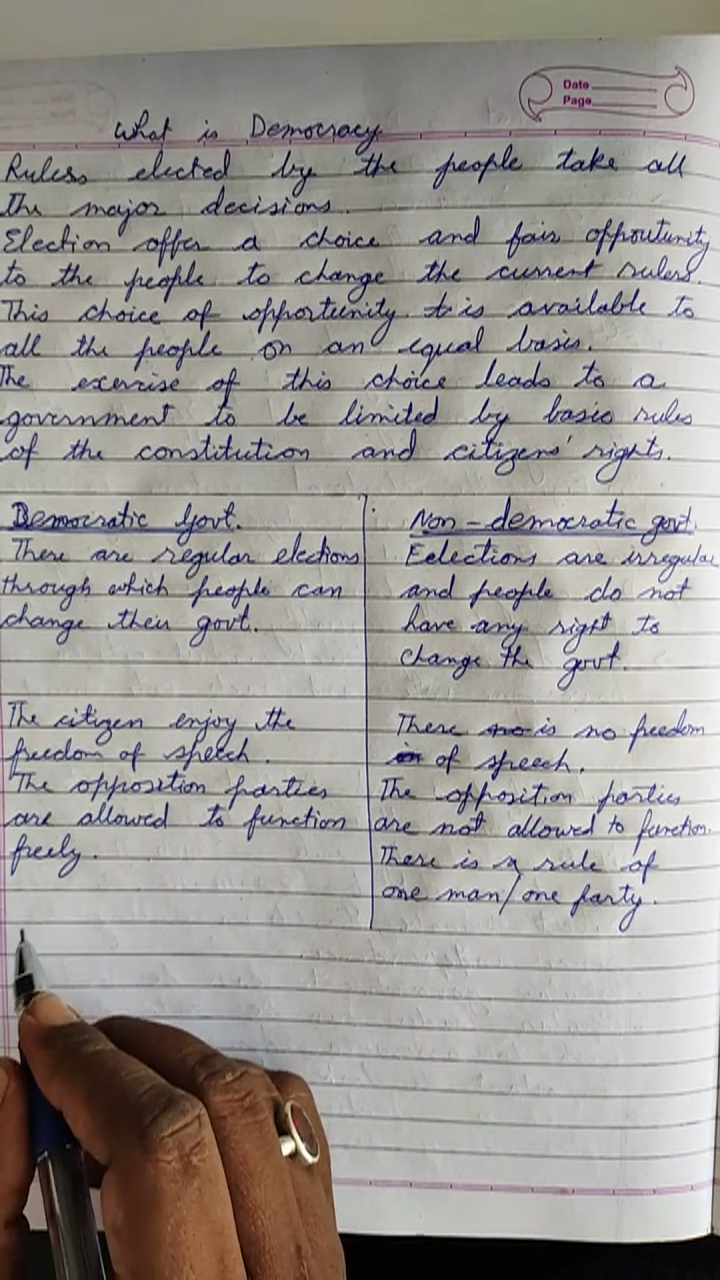 Date
Page
What is Democracy
Rulers elected by the people take all
the major decisions.
Election offer a choice and fair opportunity
to the people to change the current rulers.
This choice of opportunity is available to
all the people on an equal basis.
The exercise of this choice leads to a
government to be limited by basic rules
of the constitution and citizens' rights.
Democratic Govt.
There are regular elections
through which people can
change their govt.
The citizen enjoy the
freedom of speech.
The opposition parties
are allowed to function
freely.
Non-democratic govt.
Eelections are irregular
and people do not
have any right to
change the govt.
There is no freedom
of speech.
The opposition parties
are not allowed to function.
There is rule of
one man/one party.